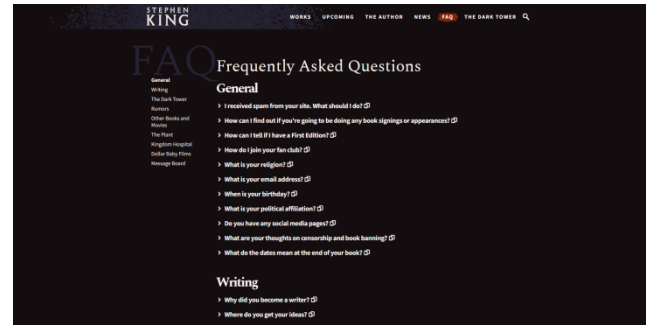 STEPHEN
KING
WORKS UPCOMING THE AUTHOR NEWS FAQ THE DARK TOWER
FAQ
Frequently Asked Questions
General
Writing
The Dark Tower
Rumors
Other Books and
Movies
The Plant
Kingdom Hospital
Dollar Baby Films
Message Board
General
› I received spam from your site. What should I do?
› How can I find out if you're going to be doing any book signings or appearances?
› How can I tell if I have a First Edition?
› How do I join your fan club?
› What is your religion?
› What is your email address?
› When is your birthday?
› What is your political affiliation?
› Do you have any social media pages?
› What are your thoughts on censorship and book banning?
› What do the dates mean at the end of your book?
Writing
› Why did you become a writer?
› Where do you get your ideas?